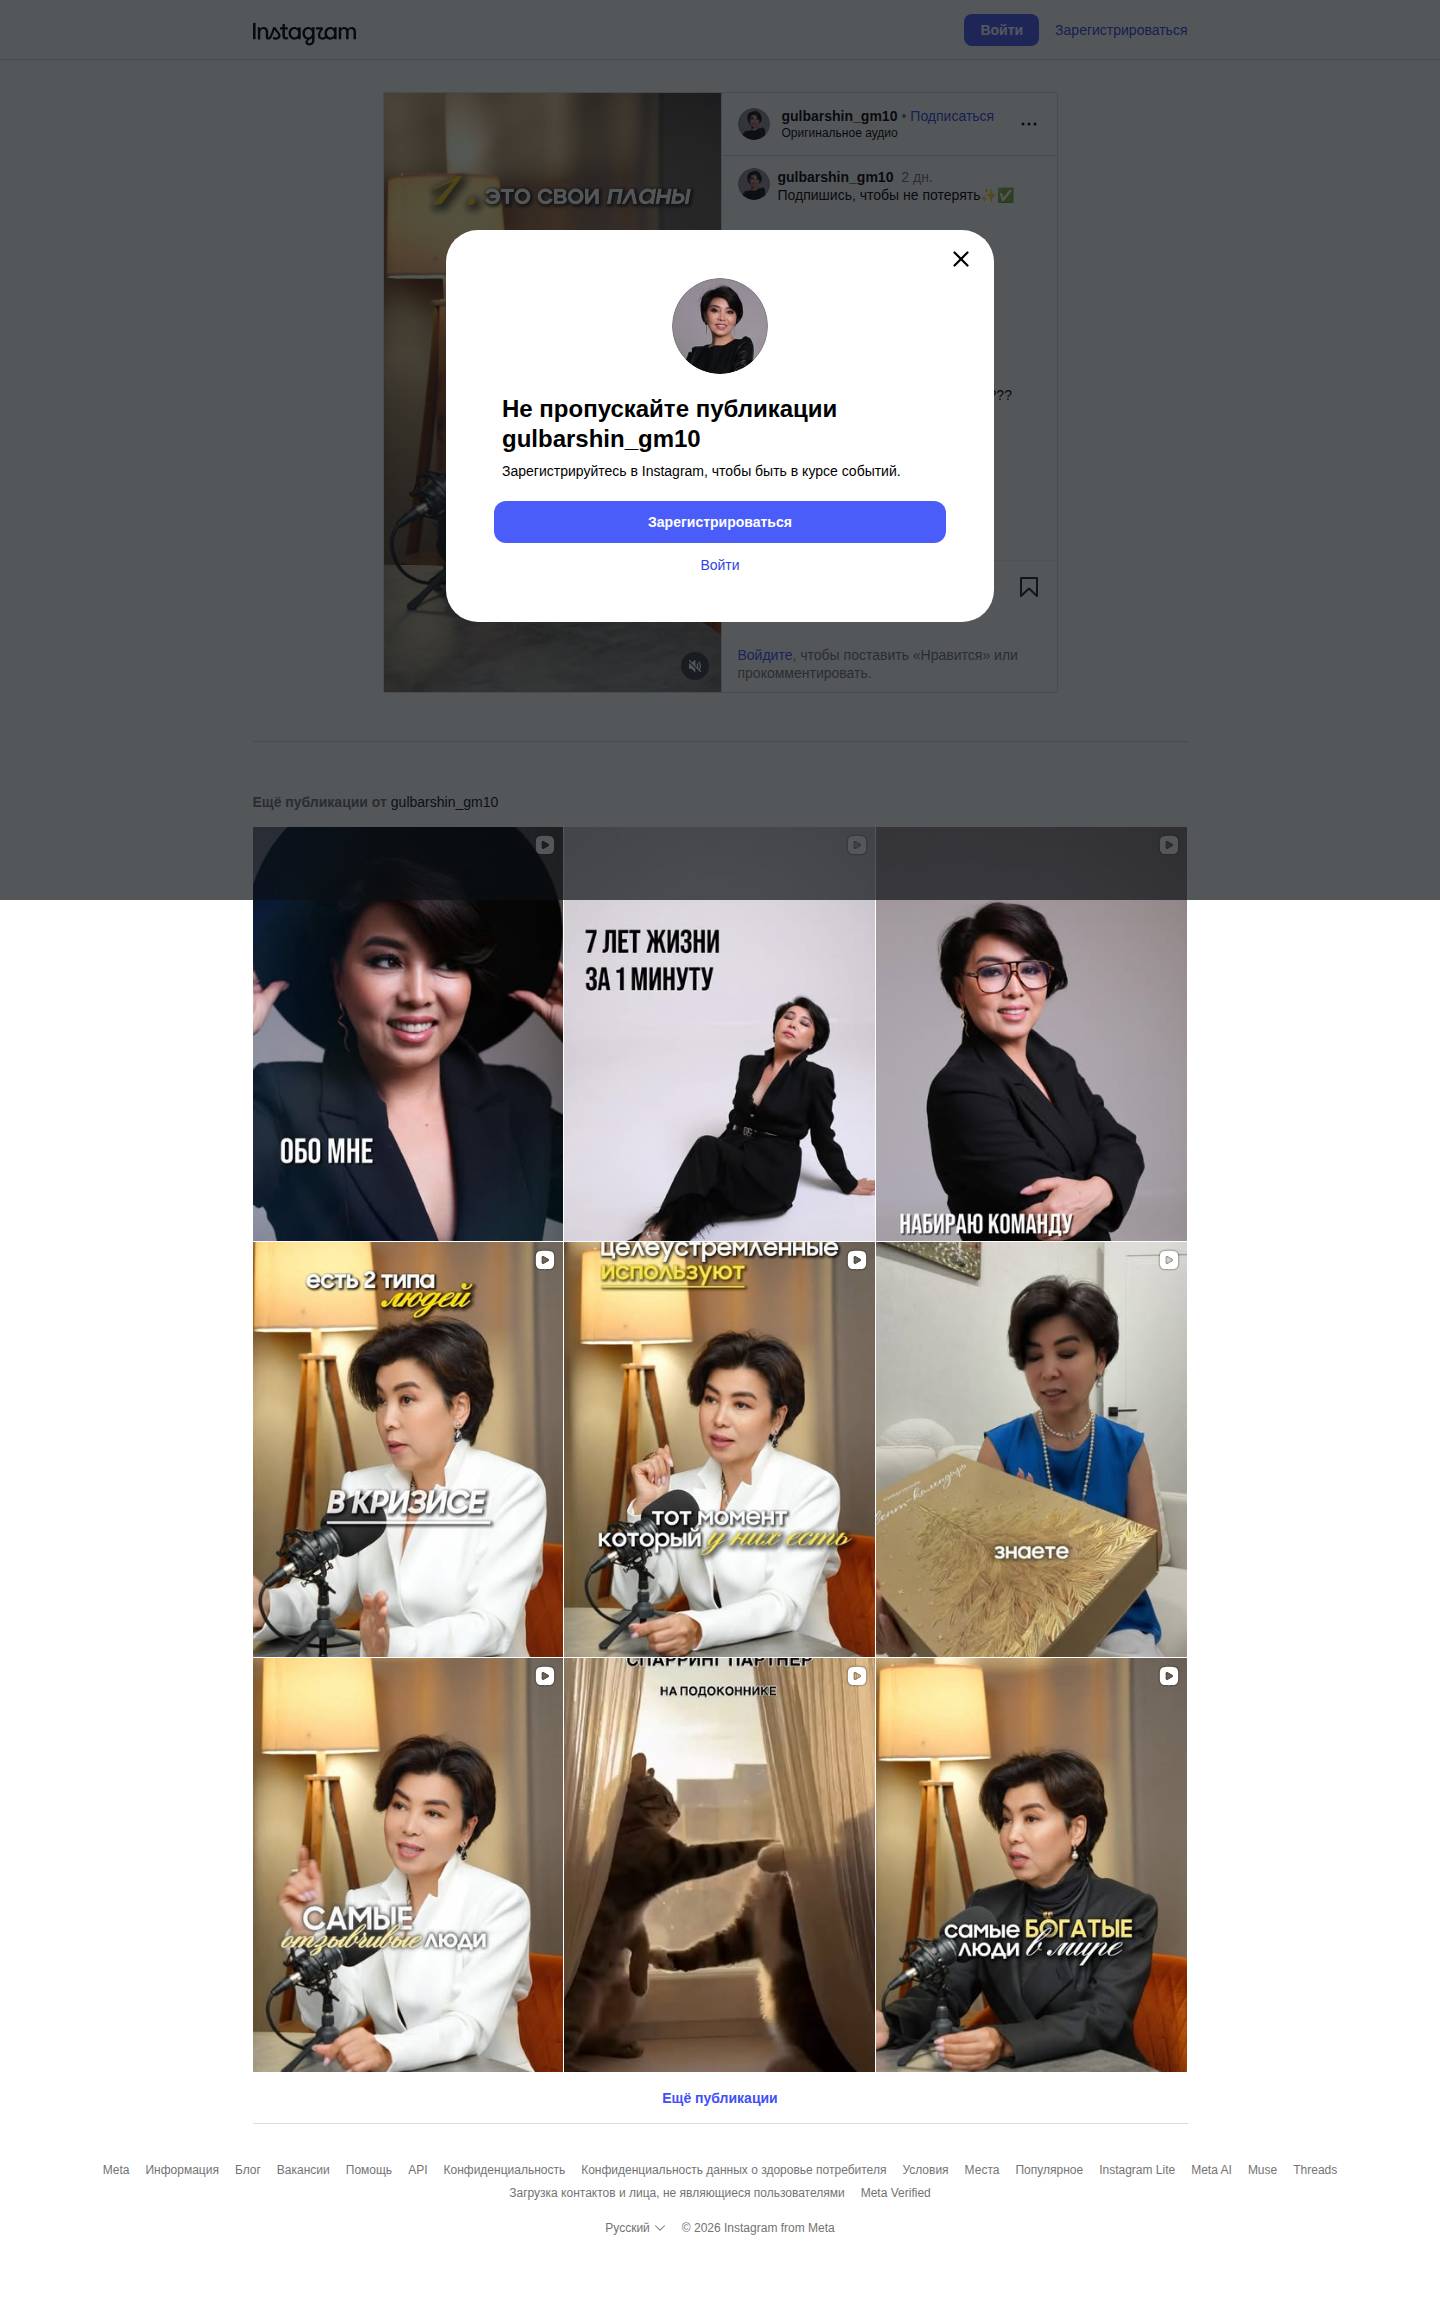 Instagram
Войти
Зарегистрироваться
1. ЭТО СВОИ ПЛАНЫ
gulbarshin_gm10 • Подписаться
Оригинальное аудио
gulbarshin_gm10 2 дн.
Подпишись, чтобы не потерять✨✅
???
Не пропускайте публикации
gulbarshin_gm10
Зарегистрируйтесь в Instagram, чтобы быть в курсе событий.
Зарегистрироваться
Войти
Войдите, чтобы поставить «Нравится» или
прокомментировать.
Ещё публикации от gulbarshin_gm10
ОБО МНЕ
7 ЛЕТ ЖИЗНИ
ЗА 1 МИНУТУ
НАБИРАЮ КОМАНДУ
есть 2 типа
людей
В КРИЗИСЕ
целеустремленные
используют
тот момент
который у них есть
знаете
САМЫЕ
отзывчивые люди
СПАРРИНГ ПАРТНЕР
НА ПОДОКОННИКЕ
самые БОГАТЫЕ
люди в мире
Ещё публикации
Meta Информация Блог Вакансии Помощь API Конфиденциальность Конфиденциальность данных о здоровье потребителя Условия Места Популярное Instagram Lite Meta AI Muse Threads
Загрузка контактов и лица, не являющиеся пользователями Meta Verified
Русский © 2026 Instagram from Meta